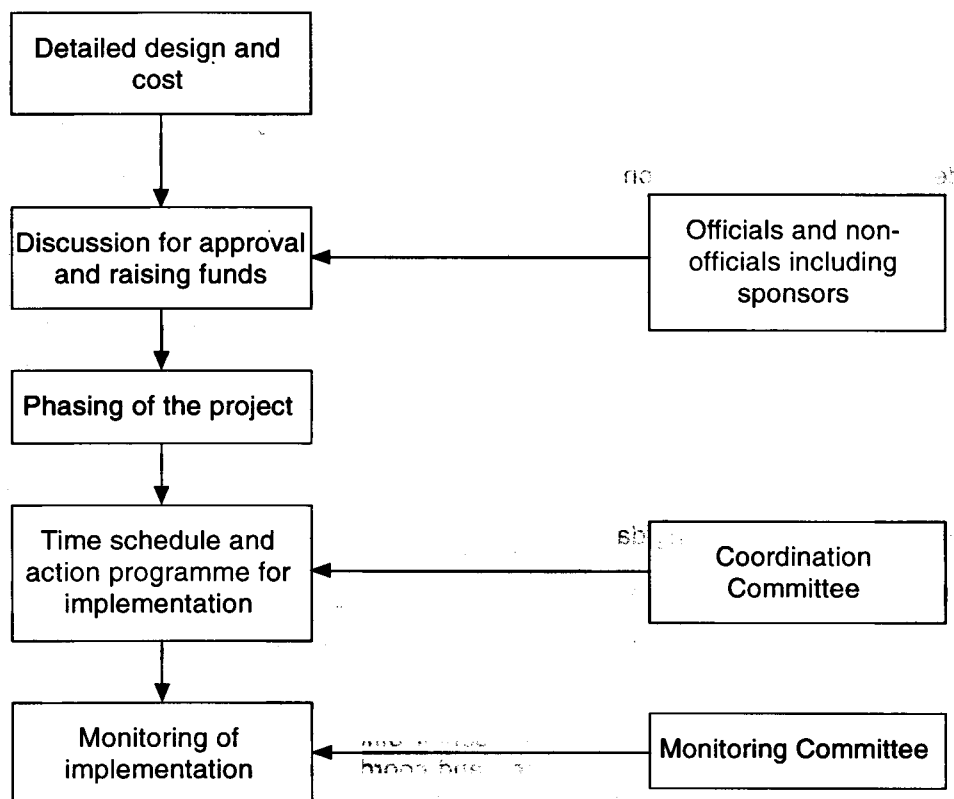 Detailed design and
cost
Discussion for approval
and raising funds
Officials and non-
officials including
sponsors
Phasing of the project
Time schedule and
action programme for
implementation
Coordination
Committee
Monitoring of
implementation
Monitoring Committee